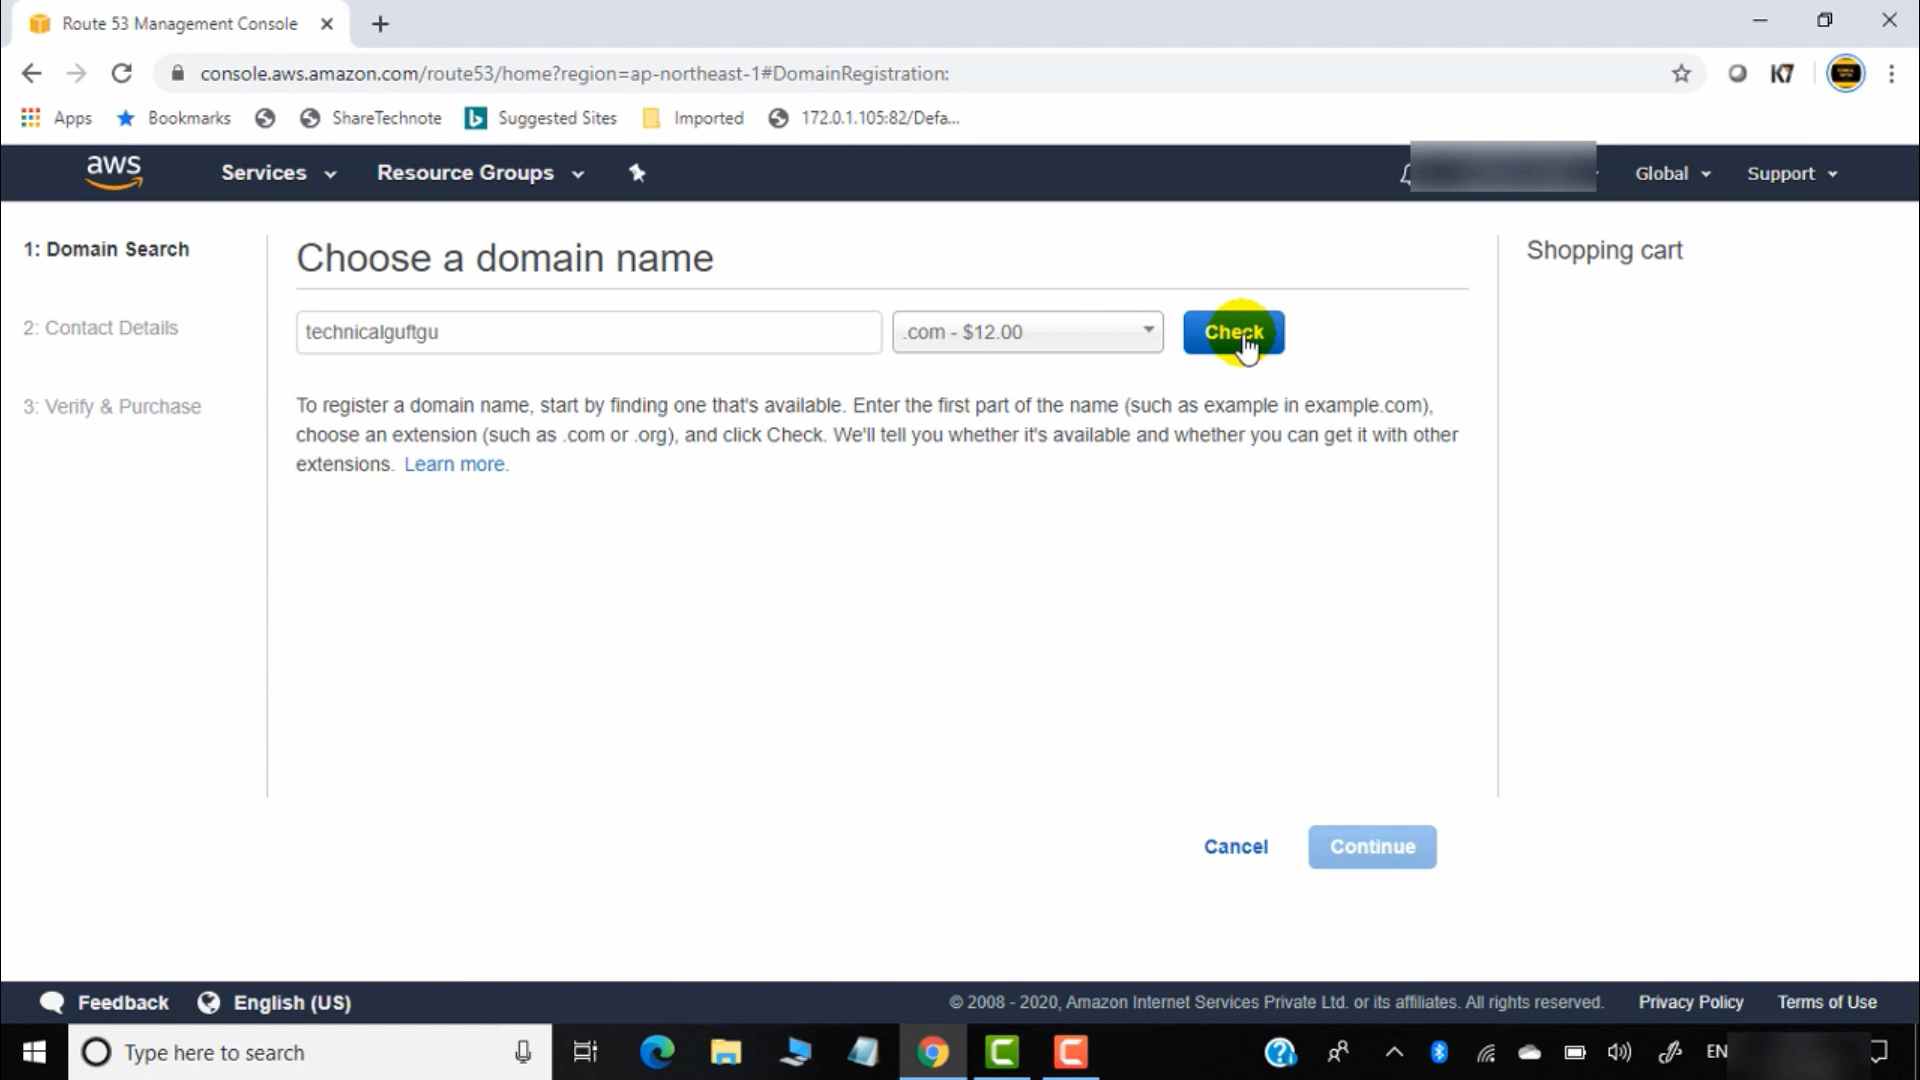 Route 53 Management Console
console.aws.amazon.com/route53/home?region=ap-northeast-1#DomainRegistration:
K7
Apps Bookmarks ShareTechnote Suggested Sites Imported 172.0.1.105:82/Defa...
aws Services Resource Groups Global Support
1: Domain Search
2: Contact Details
3: Verify & Purchase
Choose a domain name
technicalguftgu .com - $12.00 Check
To register a domain name, start by finding one that's available. Enter the first part of the name (such as example in example.com),
choose an extension (such as .com or .org), and click Check. We'll tell you whether it's available and whether you can get it with other
extensions. Learn more.
Shopping cart
Cancel Continue
Feedback English (US) © 2008 - 2020, Amazon Internet Services Private Ltd. or its affiliates. All rights reserved. Privacy Policy Terms of Use
Type here to search EN